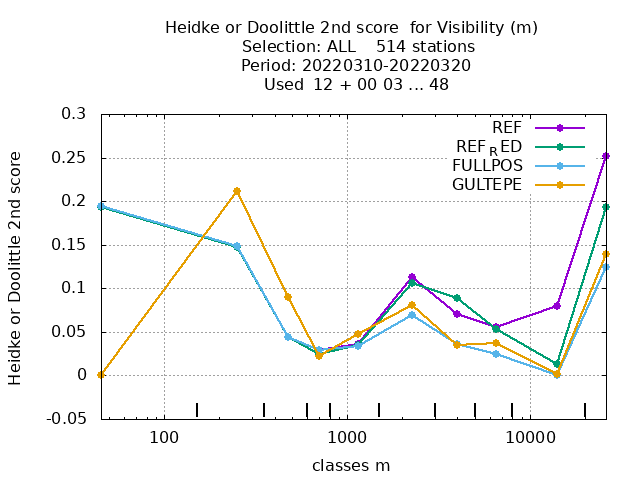 Heidke or Doolittle 2nd score  for Visibility (m)
Selection: ALL    514 stations
Period: 20220310-20220320
Used  12 + 00 03 ... 48
0.3
0.25
0.2
0.15
0.1
0.05
0
-0.05
Heidke or Doolittle 2nd score
REF
REF_RED
FULLPOS
GULTEPE
100
1000
10000
classes m